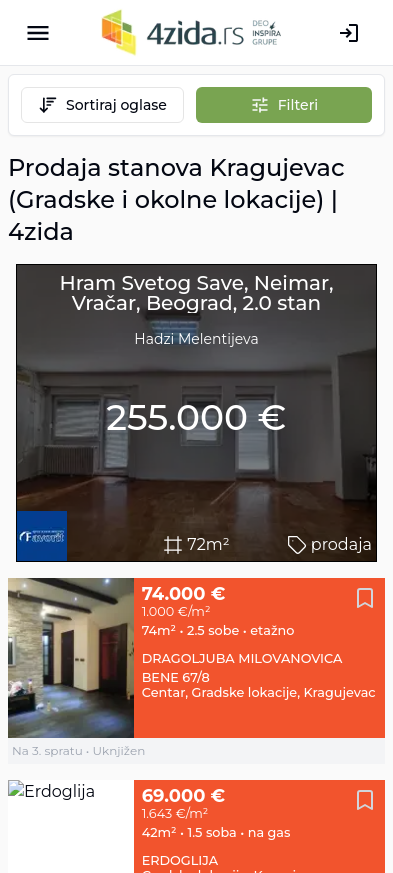 4zida.rs
DEO
INSPIRA
GRUPE
Sortiraj oglase
Filteri
Prodaja stanova Kragujevac
(Gradske i okolne lokacije) |
4zida
Hram Svetog Save, Neimar,
Vračar, Beograd, 2.0 stan
Hadzi Melentijeva
255.000 €
Favorit
72m²
prodaja
74.000 €
1.000 €/m²
74m² • 2.5 sobe • etažno
DRAGOLJUBA MILOVANOVICA
BENE 67/8
Centar, Gradske lokacije, Kragujevac
Na 3. spratu • Uknjižen
Erdoglija
69.000 €
1.643 €/m²
42m² • 1.5 soba • na gas
ERDOGLIJA